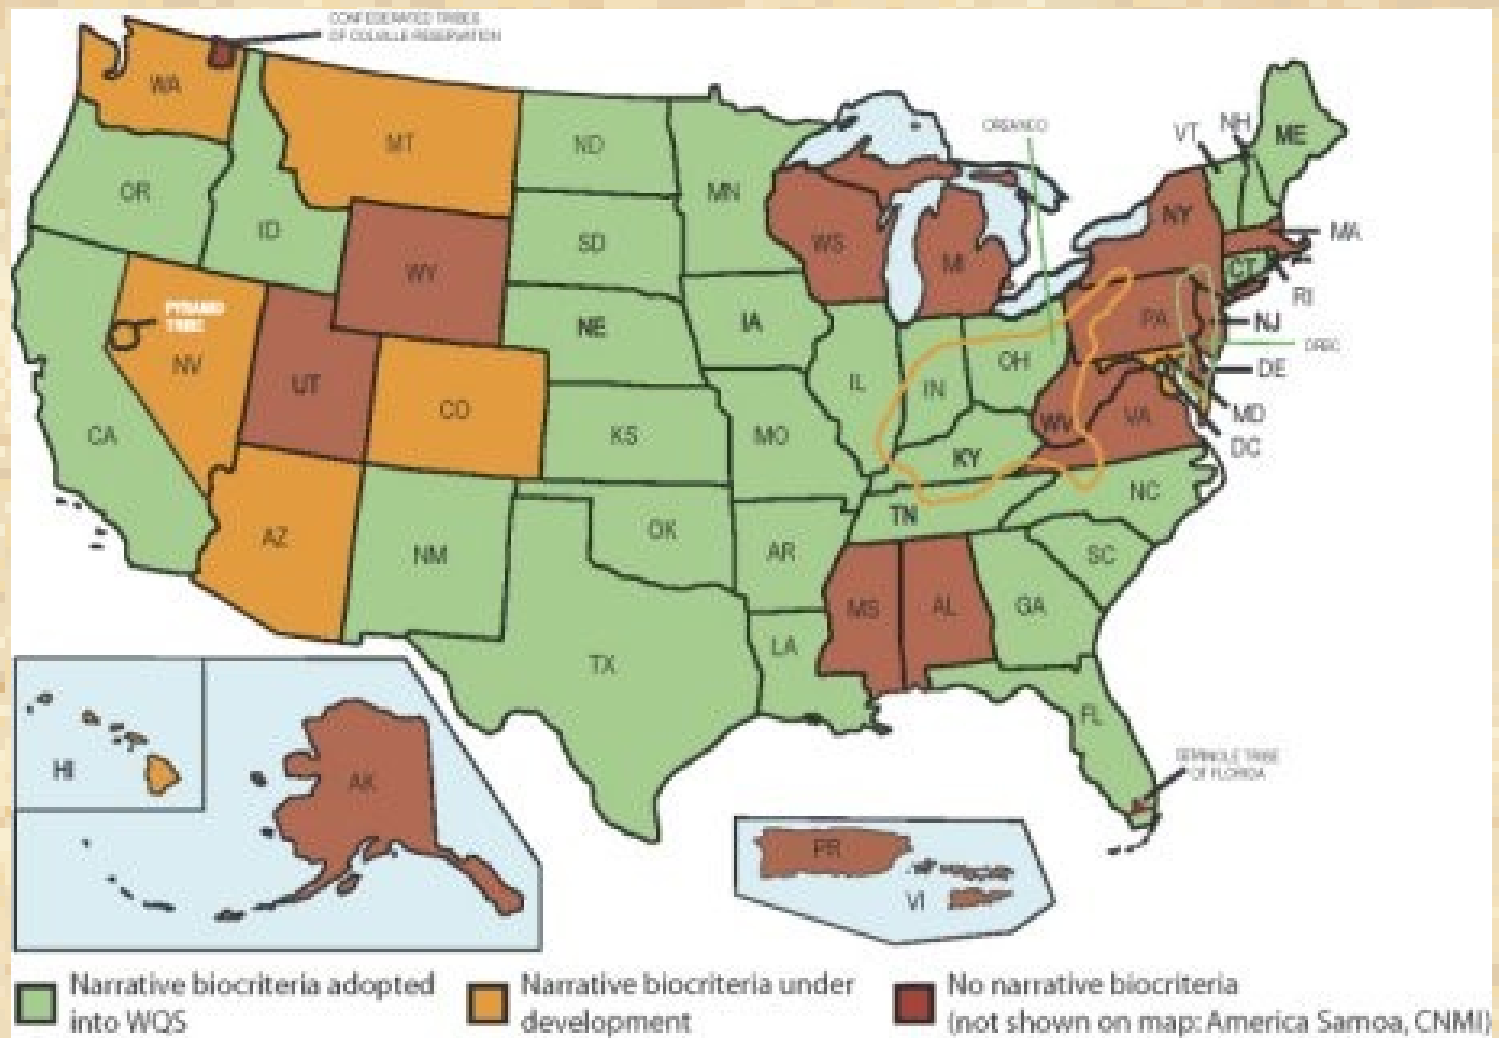 CONFEDERATED TRIBES
OF COLVILLE RESERVATION
WA
MT
ND
MN
OR
ID
SD
WY
WS
MI
ORSANCO
VT
NH
ME
NY
MA
CT
RI
PYRAMID
TRIBE
NV
UT
CO
NE
IA
IL
IN
OH
PA
NJ
DRBC
DE
MD
DC
CA
KS
MO
KY
WV
VA
AZ
NM
OK
AR
TN
NC
SC
MS
AL
GA
TX
LA
FL
SEMINOLE TRIBE
OF FLORIDA
HI
AK
PR
VI
Narrative biocriteria adopted
into WQS
Narrative biocriteria under
development
No narrative biocriteria
(not shown on map: America Samoa, CNMI)